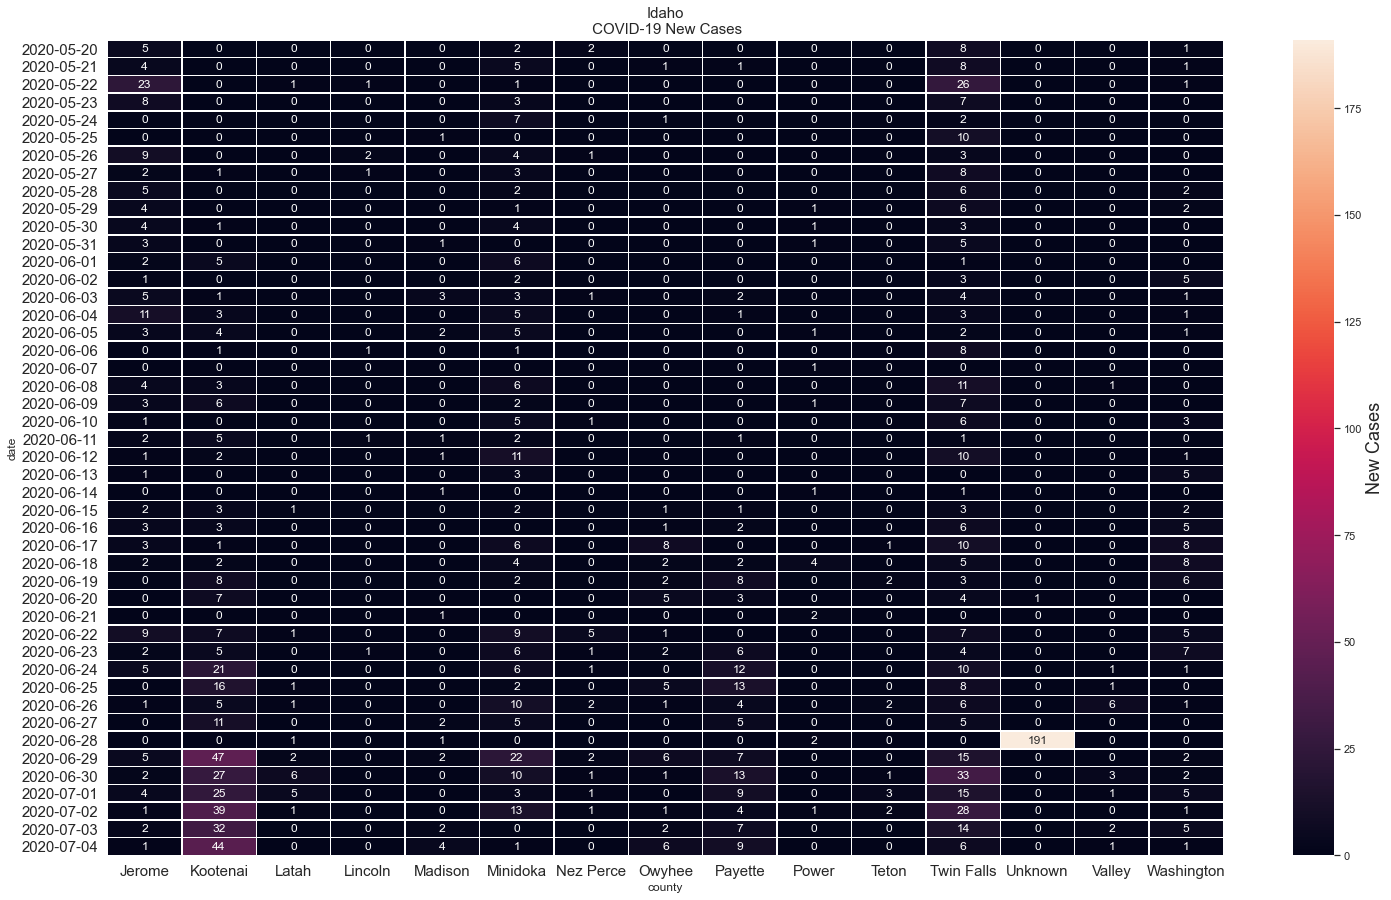 Idaho
COVID-19 New Cases
2020-05-20 5 0 0 0 0 2 2 0 0 0 0 8 0 0 1
2020-05-21 4 0 0 0 0 5 0 1 1 0 0 8 0 0 1
2020-05-22 23 0 1 1 0 1 0 0 0 0 0 26 0 0 1
2020-05-23 8 0 0 0 0 3 0 0 0 0 0 7 0 0 0
2020-05-24 0 0 0 0 0 7 0 1 0 0 0 2 0 0 0
2020-05-25 0 0 0 0 1 0 0 0 0 0 0 10 0 0 0
2020-05-26 9 0 0 2 0 4 1 0 0 0 0 3 0 0 0
2020-05-27 2 1 0 1 0 3 0 0 0 0 0 8 0 0 0
2020-05-28 5 0 0 0 0 2 0 0 0 0 0 6 0 0 2
2020-05-29 4 0 0 0 0 1 0 0 0 1 0 6 0 0 2
2020-05-30 4 1 0 0 0 4 0 0 0 1 0 3 0 0 0
2020-05-31 3 0 0 0 1 0 0 0 0 1 0 5 0 0 0
2020-06-01 2 5 0 0 0 6 0 0 0 0 0 1 0 0 0
2020-06-02 1 0 0 0 0 2 0 0 0 0 0 3 0 0 5
2020-06-03 5 1 0 0 3 3 1 0 2 0 0 4 0 0 1
2020-06-04 11 3 0 0 0 5 0 0 1 0 0 3 0 0 1
2020-06-05 3 4 0 0 2 5 0 0 0 1 0 2 0 0 1
2020-06-06 0 1 0 1 0 1 0 0 0 0 0 8 0 0 0
2020-06-07 0 0 0 0 0 0 0 0 0 1 0 0 0 0 0
2020-06-08 4 3 0 0 0 6 0 0 0 0 0 11 0 1 0
2020-06-09 3 6 0 0 0 2 0 0 0 1 0 7 0 0 0
2020-06-10 1 0 0 0 0 5 1 0 0 0 0 6 0 0 3
2020-06-11 2 5 0 1 1 2 0 0 1 0 0 1 0 0 0
2020-06-12 1 2 0 0 1 11 0 0 0 0 0 10 0 0 1
2020-06-13 1 0 0 0 0 3 0 0 0 0 0 0 0 0 5
2020-06-14 0 0 0 0 1 0 0 0 0 1 0 1 0 0 0
2020-06-15 2 3 1 0 0 2 0 1 1 0 0 3 0 0 2
2020-06-16 3 3 0 0 0 0 0 1 2 0 0 6 0 0 5
2020-06-17 3 1 0 0 0 6 0 8 0 0 1 10 0 0 8
2020-06-18 2 2 0 0 0 4 0 2 2 4 0 5 0 0 8
2020-06-19 0 8 0 0 0 2 0 2 8 0 2 3 0 0 6
2020-06-20 0 7 0 0 0 0 0 5 3 0 0 4 1 0 0
2020-06-21 0 0 0 0 1 0 0 0 0 2 0 0 0 0 0
2020-06-22 9 7 1 0 0 9 5 1 0 0 0 7 0 0 5
2020-06-23 2 5 0 1 0 6 1 2 6 0 0 4 0 0 7
2020-06-24 5 21 0 0 0 6 1 0 12 0 0 10 0 1 1
2020-06-25 0 16 1 0 0 2 0 5 13 0 0 8 0 1 0
2020-06-26 1 5 1 0 0 10 2 1 4 0 2 6 0 6 1
2020-06-27 0 11 0 0 2 5 0 0 5 0 0 5 0 0 0
2020-06-28 0 0 1 0 1 0 0 0 0 2 0 0 191 0 0
2020-06-29 5 47 2 0 2 22 2 6 7 0 0 15 0 0 2
2020-06-30 2 27 6 0 0 10 1 1 13 0 1 33 0 3 2
2020-07-01 4 25 5 0 0 3 1 0 9 0 3 15 0 1 5
2020-07-02 1 39 1 0 0 13 1 1 4 1 2 28 0 0 1
2020-07-03 2 32 0 0 2 0 0 2 7 0 0 14 0 2 5
2020-07-04 1 44 0 0 4 1 0 6 9 0 0 6 0 1 1
Jerome Kootenai Latah Lincoln Madison Minidoka Nez Perce Owyhee Payette Power Teton Twin Falls Unknown Valley Washington
county
date
175
150
125
100
75
50
25
0
New Cases